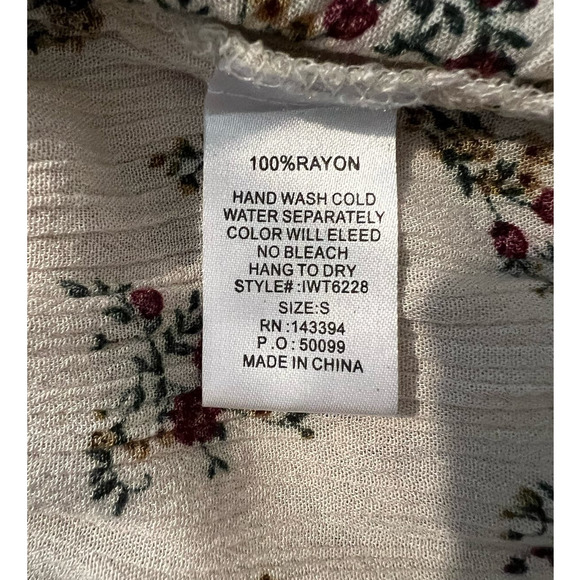 100%RAYON
HAND WASH COLD
WATER SEPARATELY
COLOR WILL ELEED
NO BLEACH
HANG TO DRY
STYLE# :IWT6228
SIZE:S
RN :143394
P.O: 50099
MADE IN CHINA